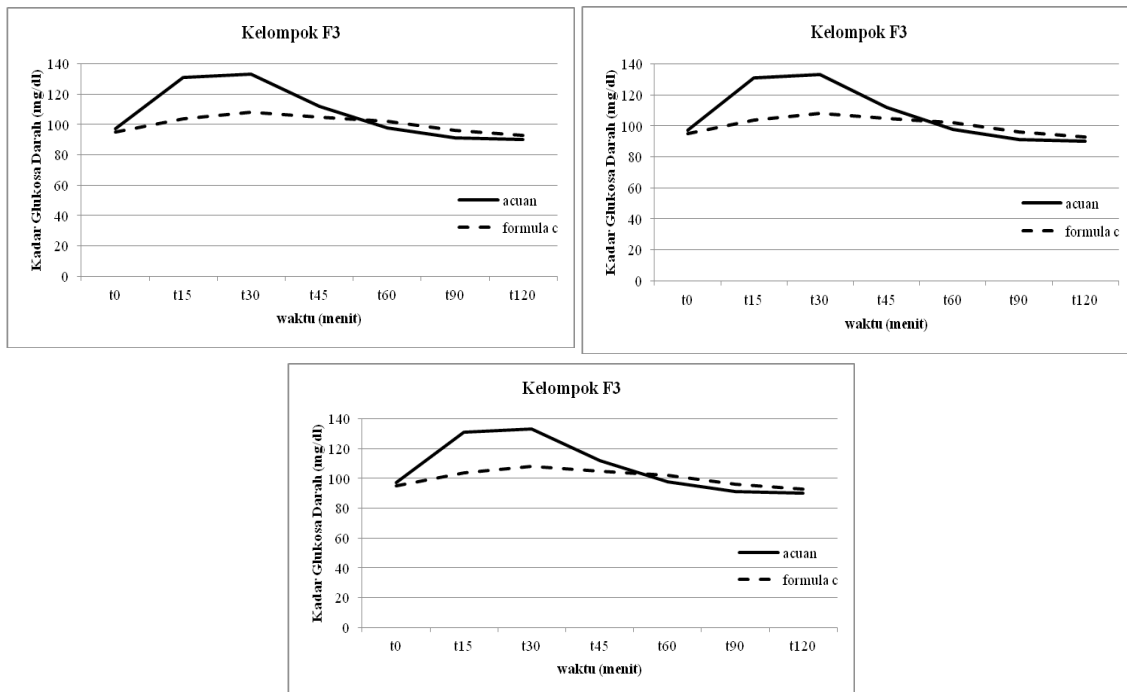 Kelompok F3
Kadar Glukosa Darah (mg/dl)
140
120
100
80
60
40
20
0
acuan
formula c
t0 t15 t30 t45 t60 t90 t120
waktu (menit)
Kelompok F3
Kadar Glukosa Darah (mg/dl)
140
120
100
80
60
40
20
0
acuan
formula c
t0 t15 t30 t45 t60 t90 t120
waktu (menit)
Kelompok F3
Kadar Glukosa Darah (mg/dl)
140
120
100
80
60
40
20
0
acuan
formula c
t0 t15 t30 t45 t60 t90 t120
waktu (menit)